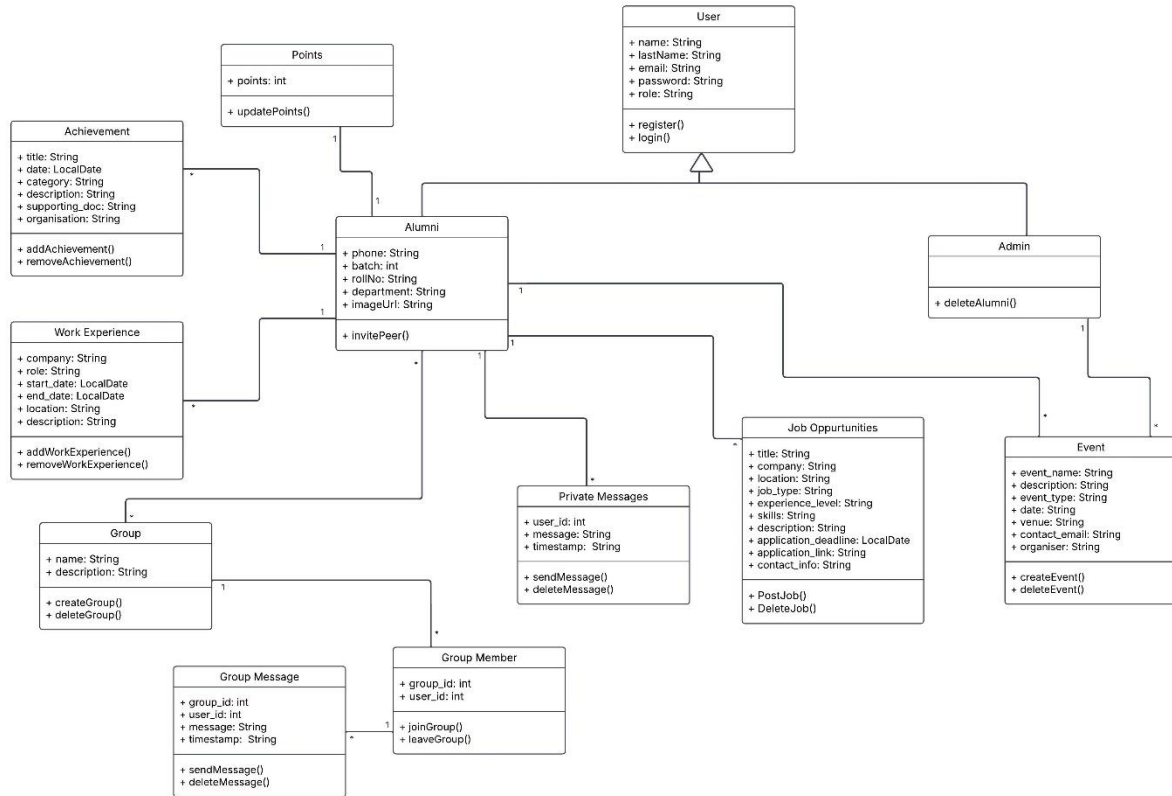 User
+ name: String
+ lastName: String
+ email: String
+ password: String
+ role: String
+ register()
+ login()
Points
+ points: int
+ updatePoints()
1
1
Achievement
+ title: String
+ date: LocalDate
+ category: String
+ description: String
+ supporting_doc: String
+ organisation: String
+ addAchievement()
+ removeAchievement()
*
1
Alumni
+ phone: String
+ batch: int
+ rollNo: String
+ department: String
+ imageUrl: String
+ invitePeer()
1
1
1
*
1
Admin
+ deleteAlumni()
1
Work Experience
+ company: String
+ role: String
+ start_date: LocalDate
+ end_date: LocalDate
+ location: String
+ description: String
+ addWorkExperience()
+ removeWorkExperience()
*
Job Oppurtunities
+ title: String
+ company: String
+ location: String
+ job_type: String
+ experience_level: String
+ skills: String
+ description: String
+ application_deadline: LocalDate
+ application_link: String
+ contact_info: String
+ PostJob()
+ DeleteJob()
*
Event
+ event_name: String
+ description: String
+ event_type: String
+ date: String
+ venue: String
+ contact_email: String
+ organiser: String
+ createEvent()
+ deleteEvent()
*
*
Private Messages
+ user_id: int
+ message: String
+ timestamp: String
+ sendMessage()
+ deleteMessage()
*
Group
+ name: String
+ description: String
+ createGroup()
+ deleteGroup()
*
1
Group Member
+ group_id: int
+ user_id: int
+ joinGroup()
+ leaveGroup()
*
1
Group Message
+ group_id: int
+ user_id: int
+ message: String
+ timestamp: String
+ sendMessage()
+ deleteMessage()
*